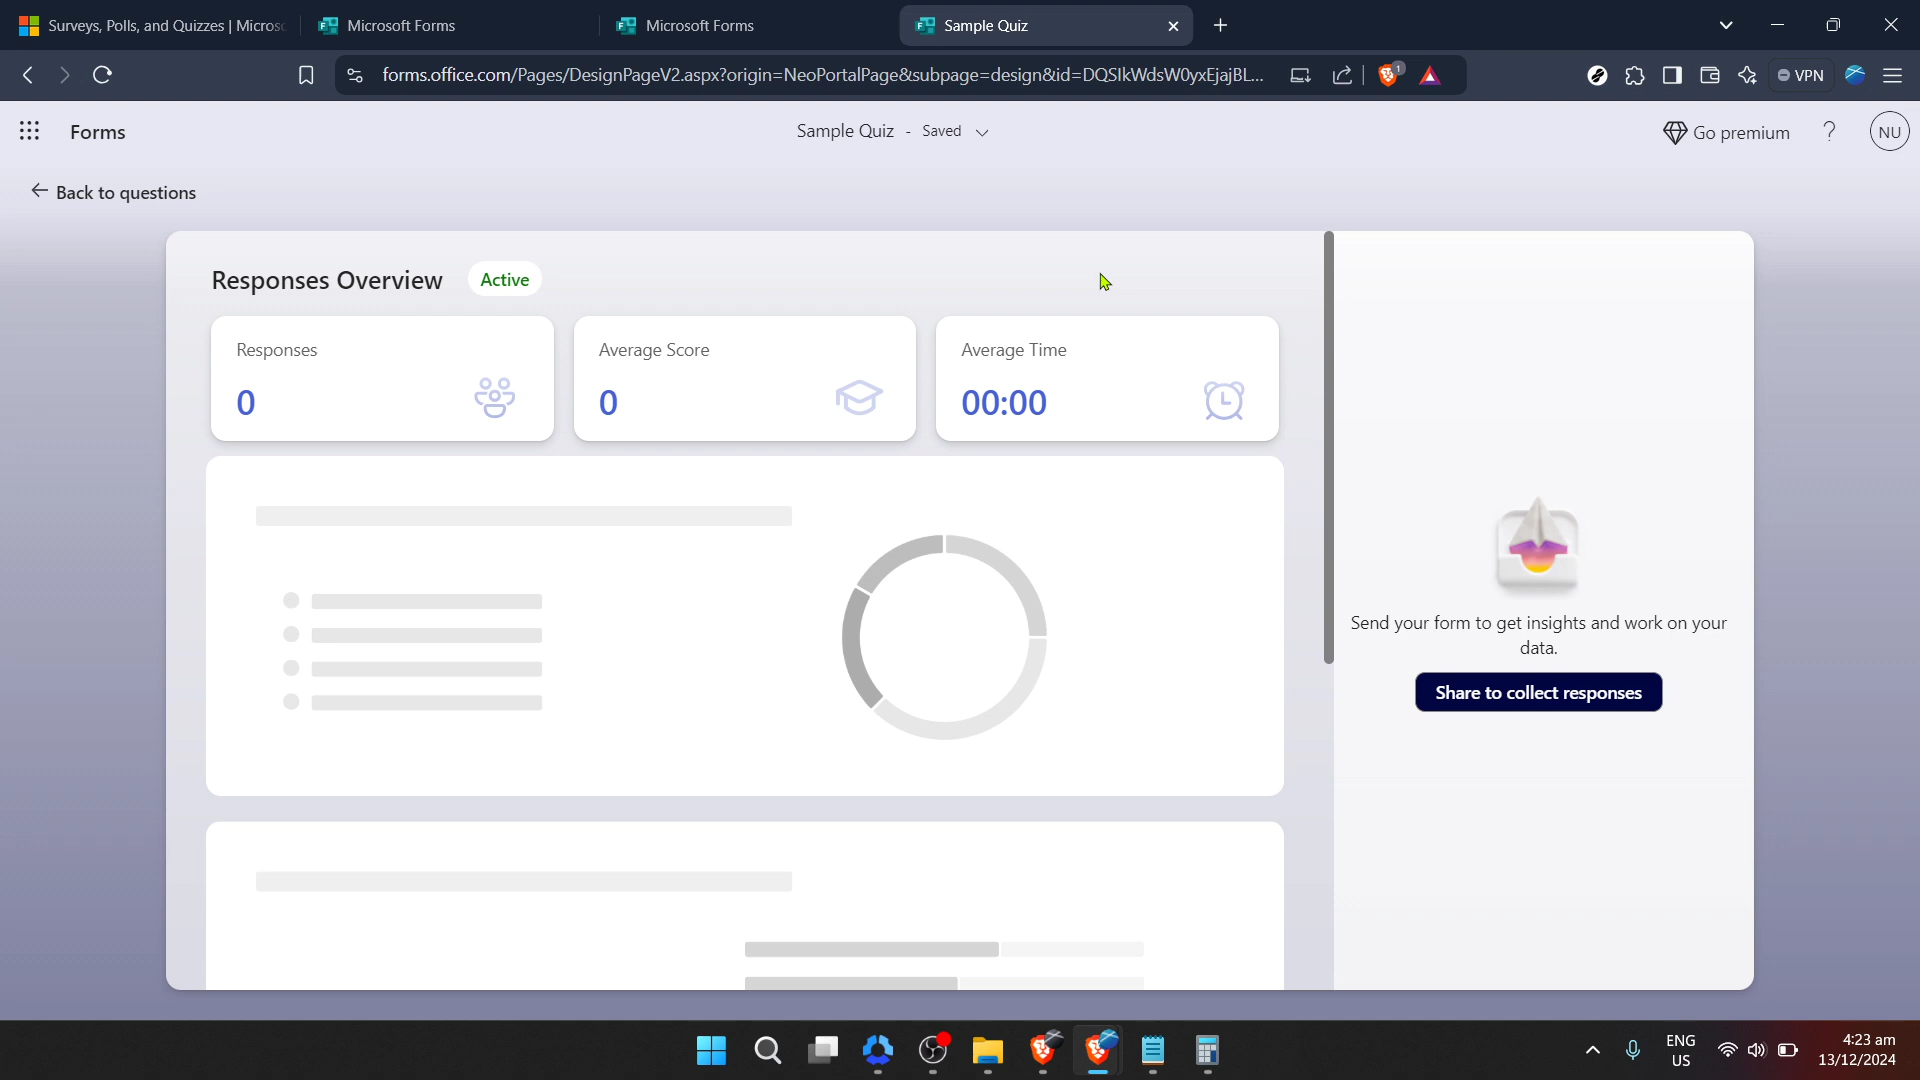 Surveys, Polls, and Quizzes | Micros
Microsoft Forms
Microsoft Forms
Sample Quiz
forms.office.com/Pages/DesignPageV2.aspx?origin=NeoPortalPage&subpage=design&id=DQSIkWdsW0yxEjajBL...
1
VPN
Forms
Sample Quiz - Saved
Go premium
?
NU
Back to questions
Responses Overview
Active
Responses
0
Average Score
0
Average Time
00:00
Send your form to get insights and work on your
data.
Share to collect responses
ENG
US
4:23 am
13/12/2024